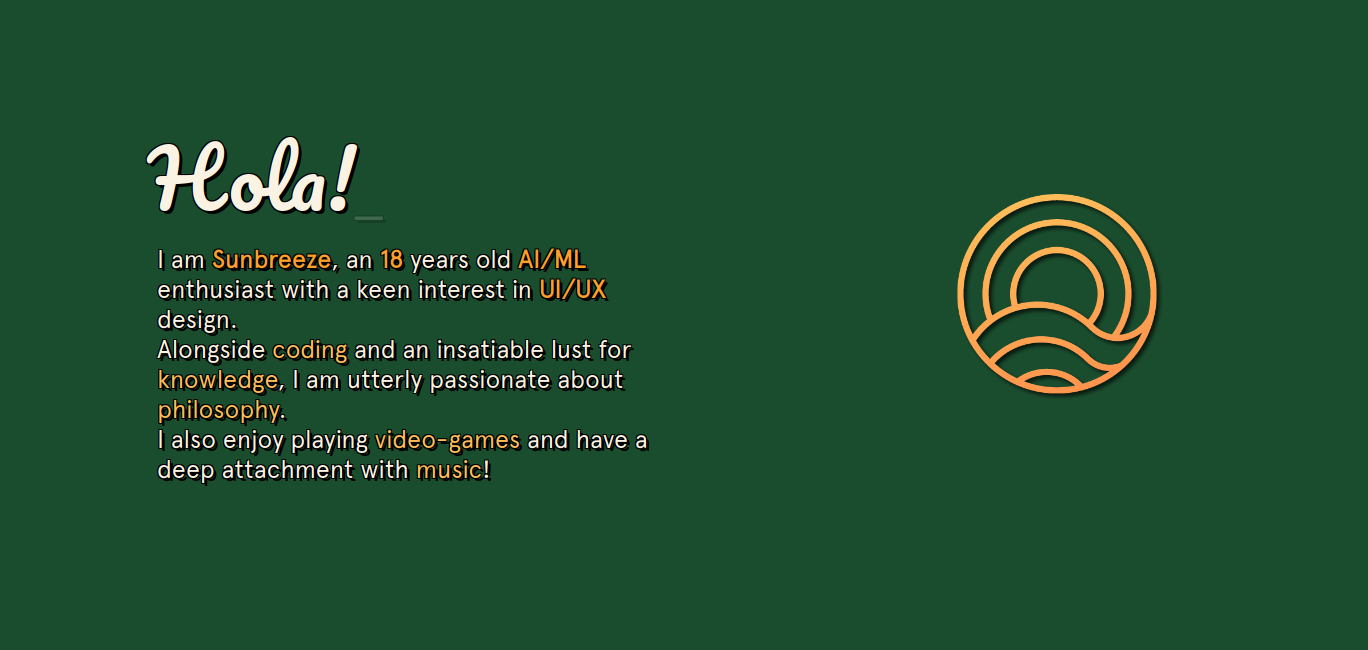 Hola!_
I am Sunbreeze, an 18 years old AI/ML
enthusiast with a keen interest in UI/UX
design.
Alongside coding and an insatiable lust for
knowledge, I am utterly passionate about
philosophy.
I also enjoy playing video-games and have a
deep attachment with music!